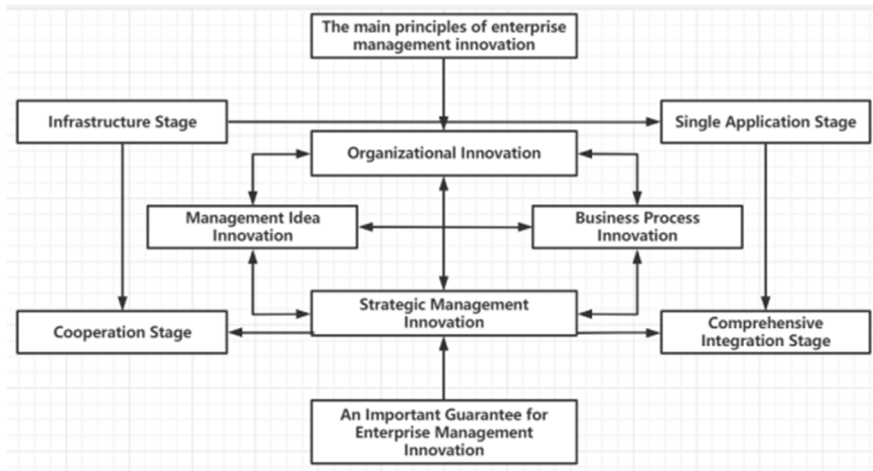 The main principles of enterprise
management innovation
Infrastructure Stage
Single Application Stage
Organizational Innovation
Management Idea
Innovation
Business Process
Innovation
Strategic Management
Innovation
Cooperation Stage
Comprehensive
Integration Stage
An Important Guarantee for
Enterprise Management
Innovation